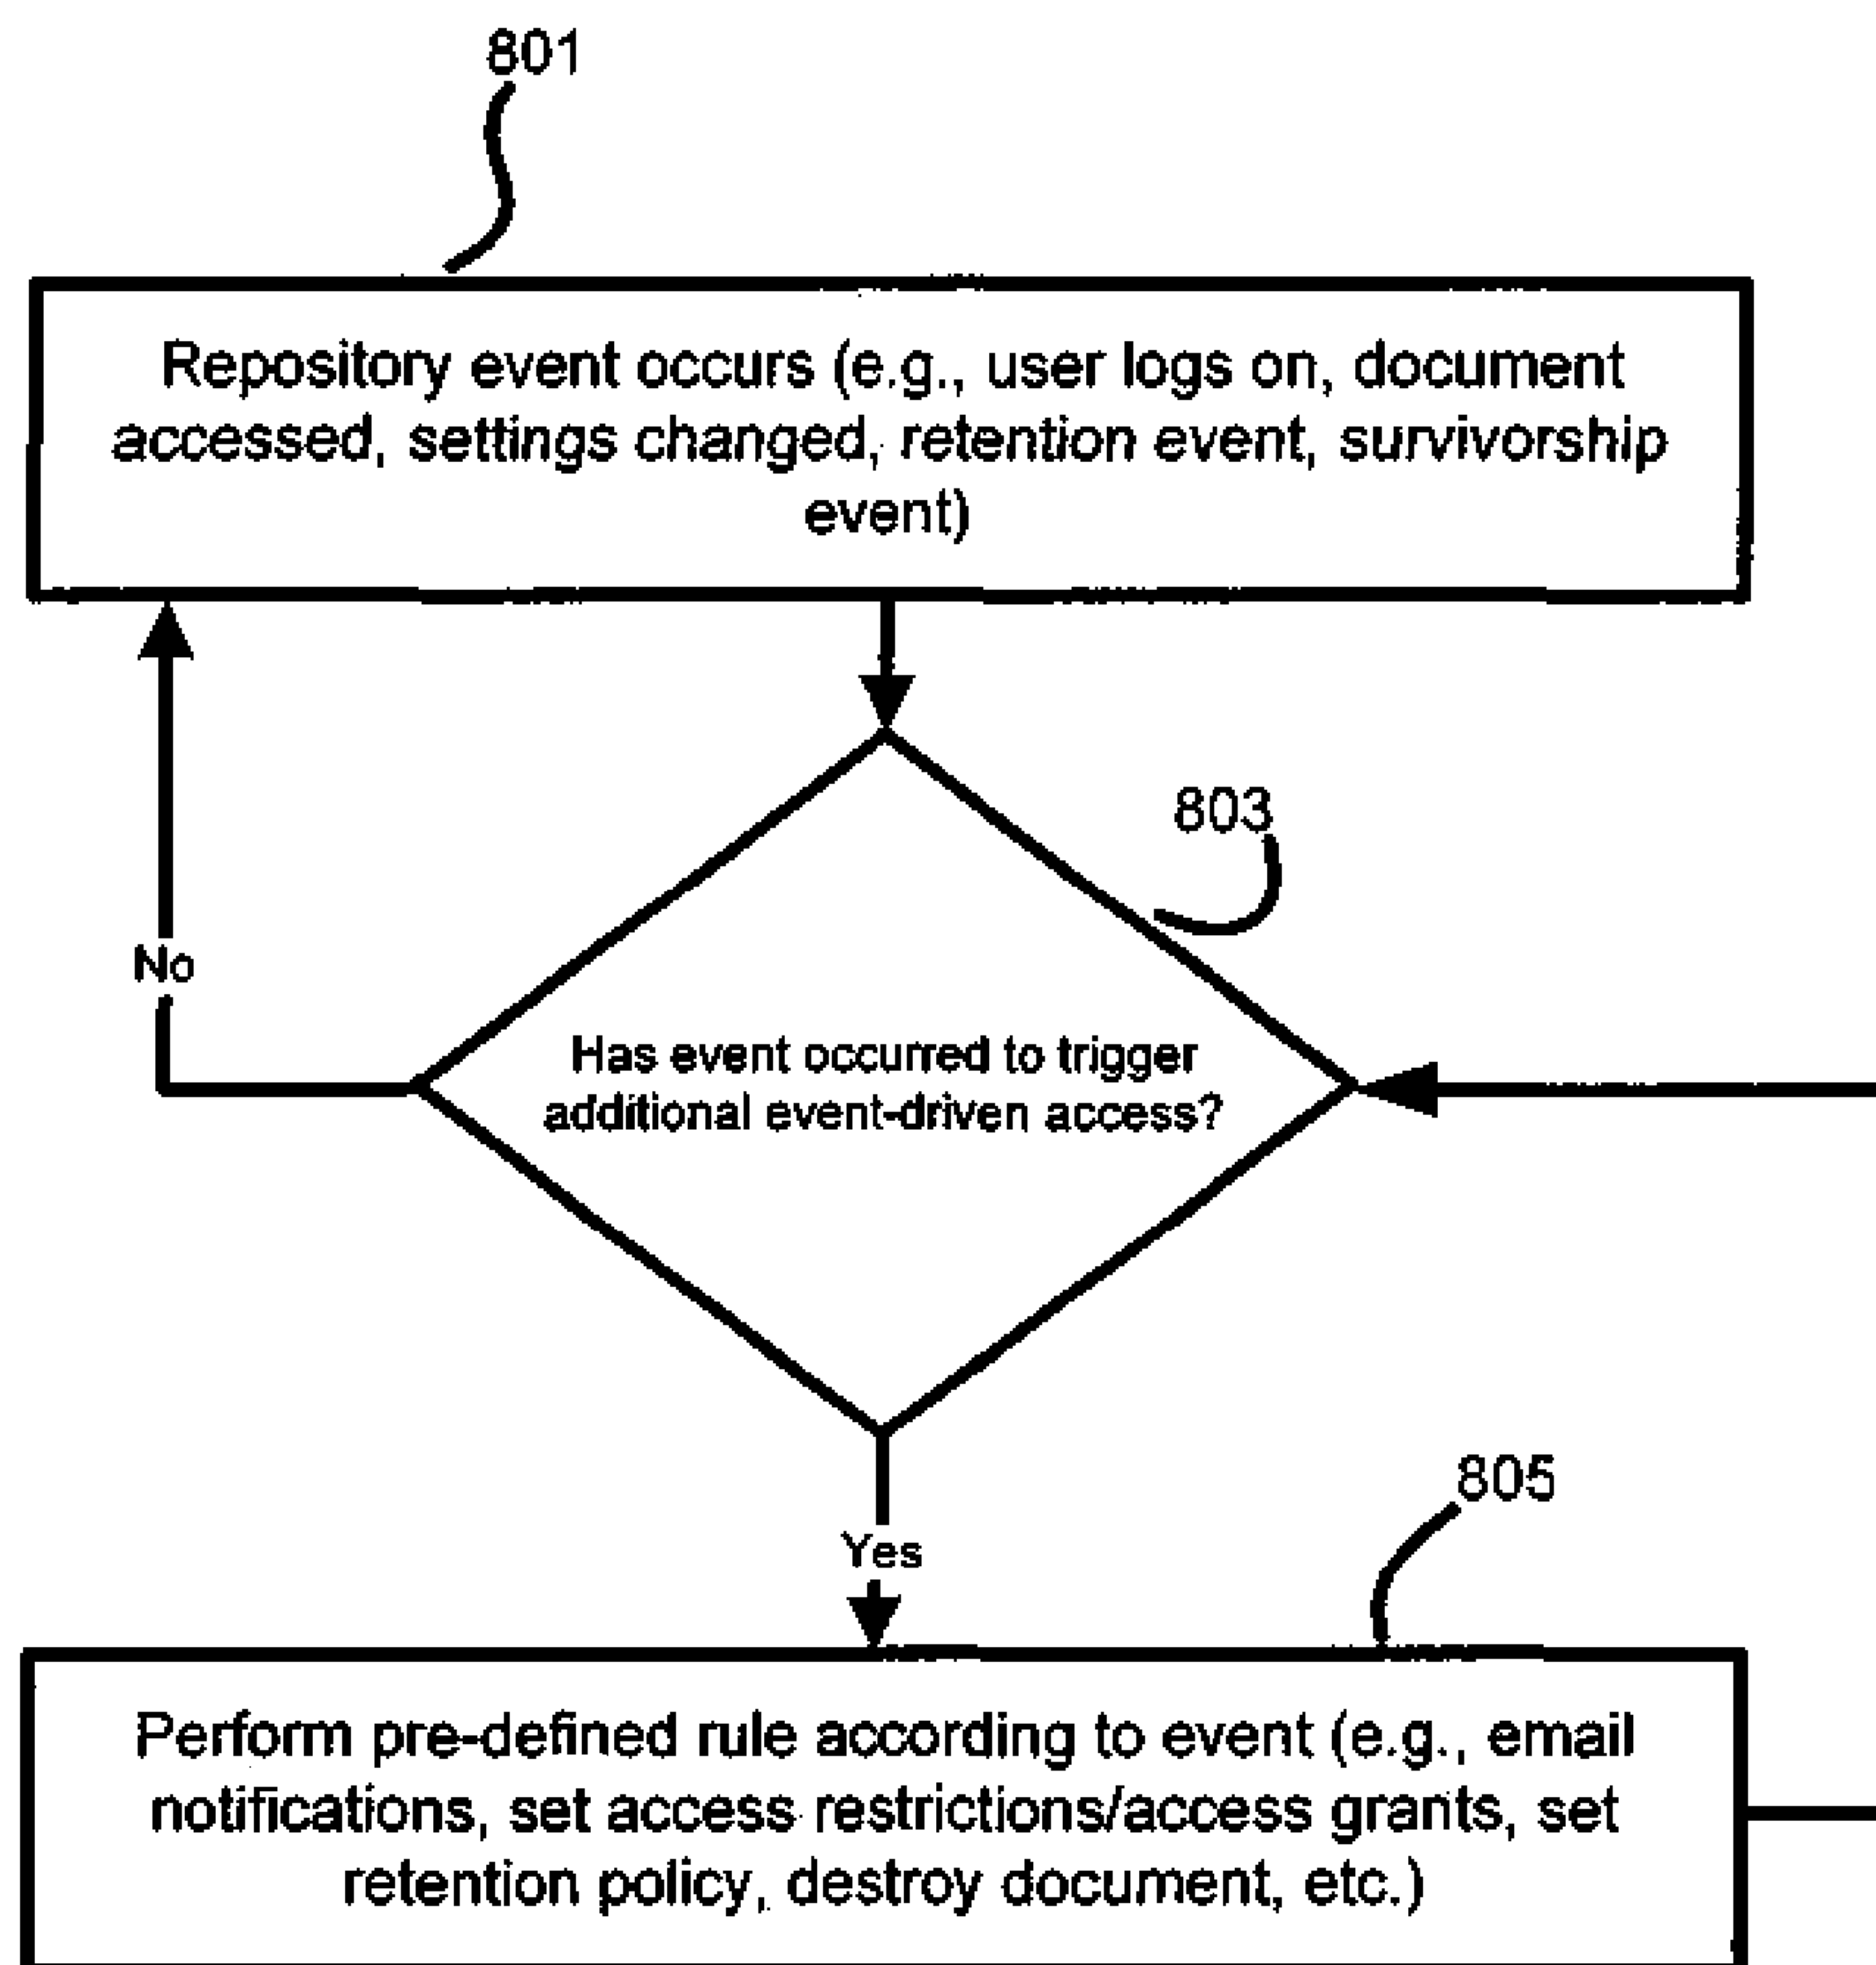 801
Repository event occurs (e.g., user logs on, document
accessed, settings changed, retention event, survivorship
event)
803
No
Has event occurred to trigger
additional event-driven access?
805
Yes
Perform pre-defined rule according to event (e.g., email
notifications, set access restrictions/access grants, set
retention policy, destroy document, etc.)